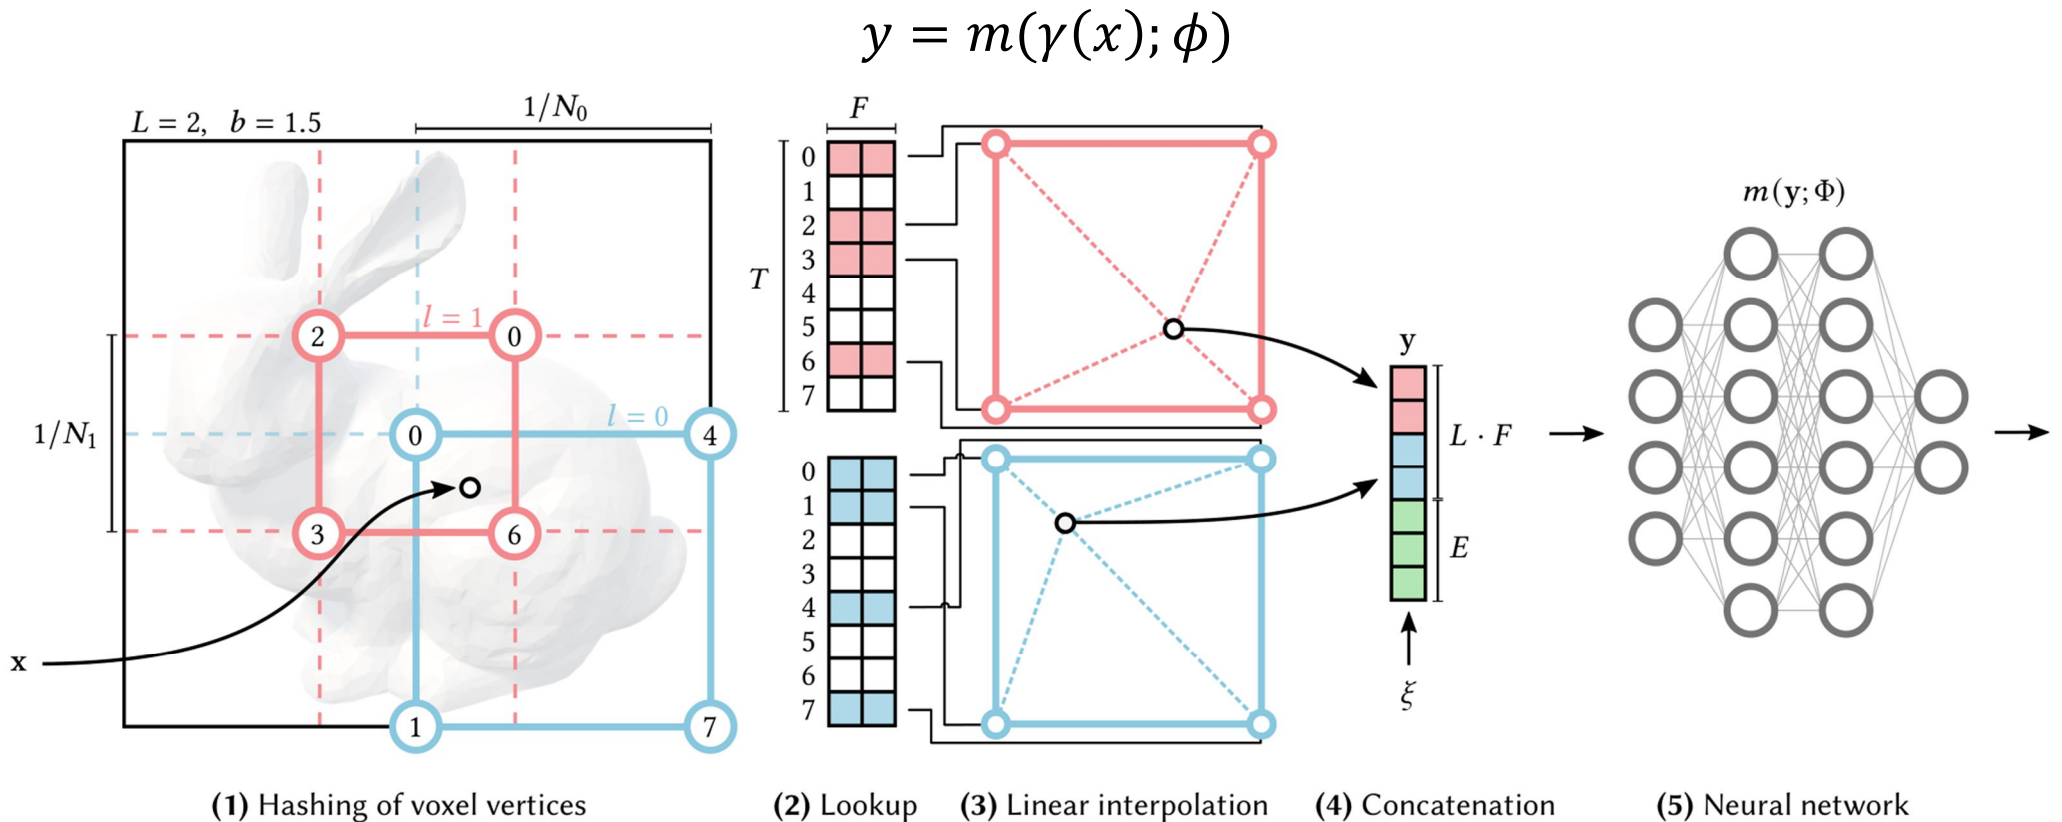 y = m(γ(x); ϕ)
L = 2, b = 1.5
1/N₀
l = 1
2
0
1/N₁
l = 0
0
4
3
6
x
1
7
F
T
0
1
2
3
4
5
6
7
0
1
2
3
4
5
6
7
y
L · F
E
ξ
m(y; Φ)
(1) Hashing of voxel vertices
(2) Lookup
(3) Linear interpolation
(4) Concatenation
(5) Neural network